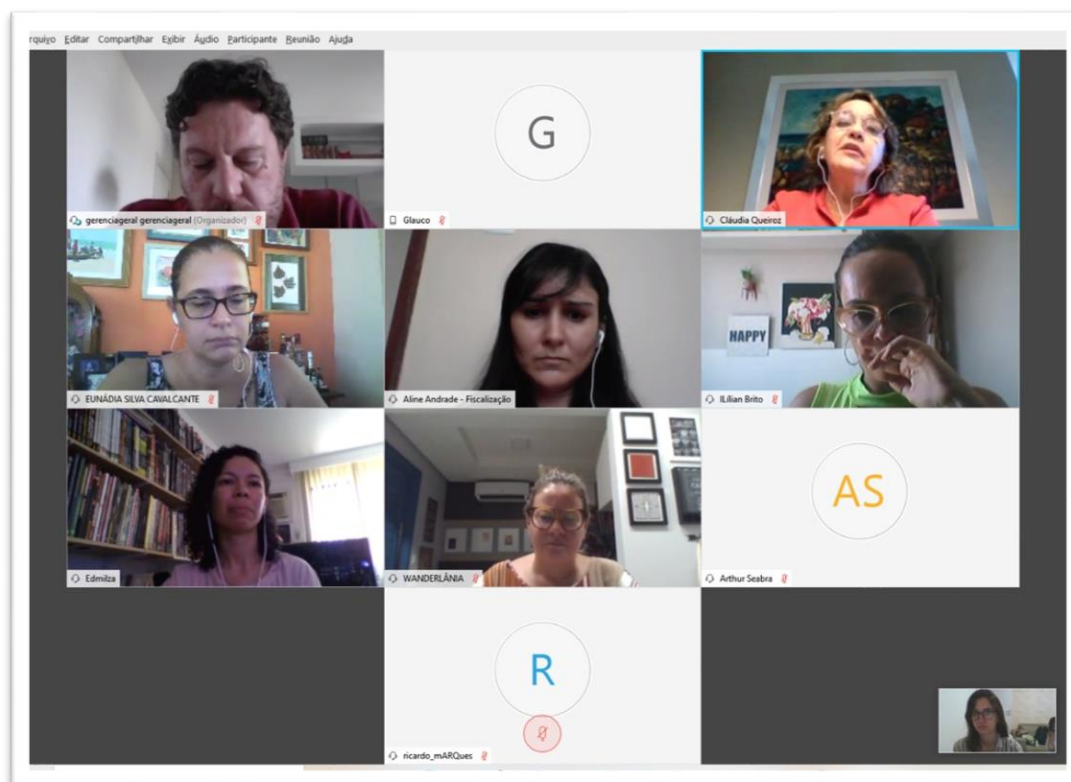 rquivo Editar Compartilhar Exibir Áudio Participante Reunião Ajuda
G
gerenciageral gerenciageral (Organizador)
Glauco
Cláudia Queiroz
HAPPY
EUNÁDIA SILVA CAVALCANTE
Aline Andrade - Fiscalização
ILilian Brito
AS
Edmilza
WANDERLÂNIA
Arthur Seabra
R
ricardo_mARQues